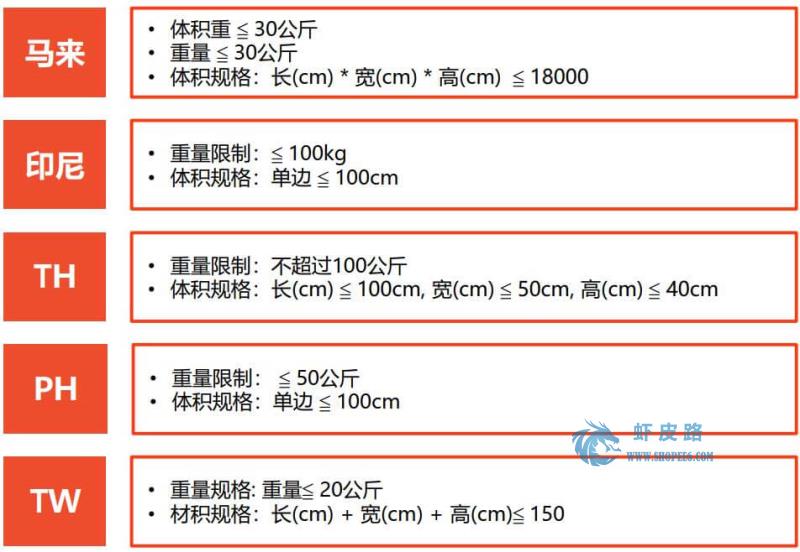 马来
• 体积重 ≦ 30公斤
• 重量 ≦ 30公斤
• 体积规格：长(cm) * 宽(cm) * 高(cm) ≦ 18000
印尼
• 重量限制：≦ 100kg
• 体积规格：单边 ≦ 100cm
TH
• 重量限制：不超过100公斤
• 体积规格：长(cm) ≦ 100cm, 宽(cm) ≦ 50cm, 高(cm) ≦ 40cm
PH
• 重量限制： ≦ 50公斤
• 体积规格：单边 ≦ 100cm
虾皮路
WWW.SHOPEE6.COM
TW
• 重量规格: 重量≦ 20公斤
• 材积规格：长(cm) + 宽(cm) + 高(cm)≦ 150